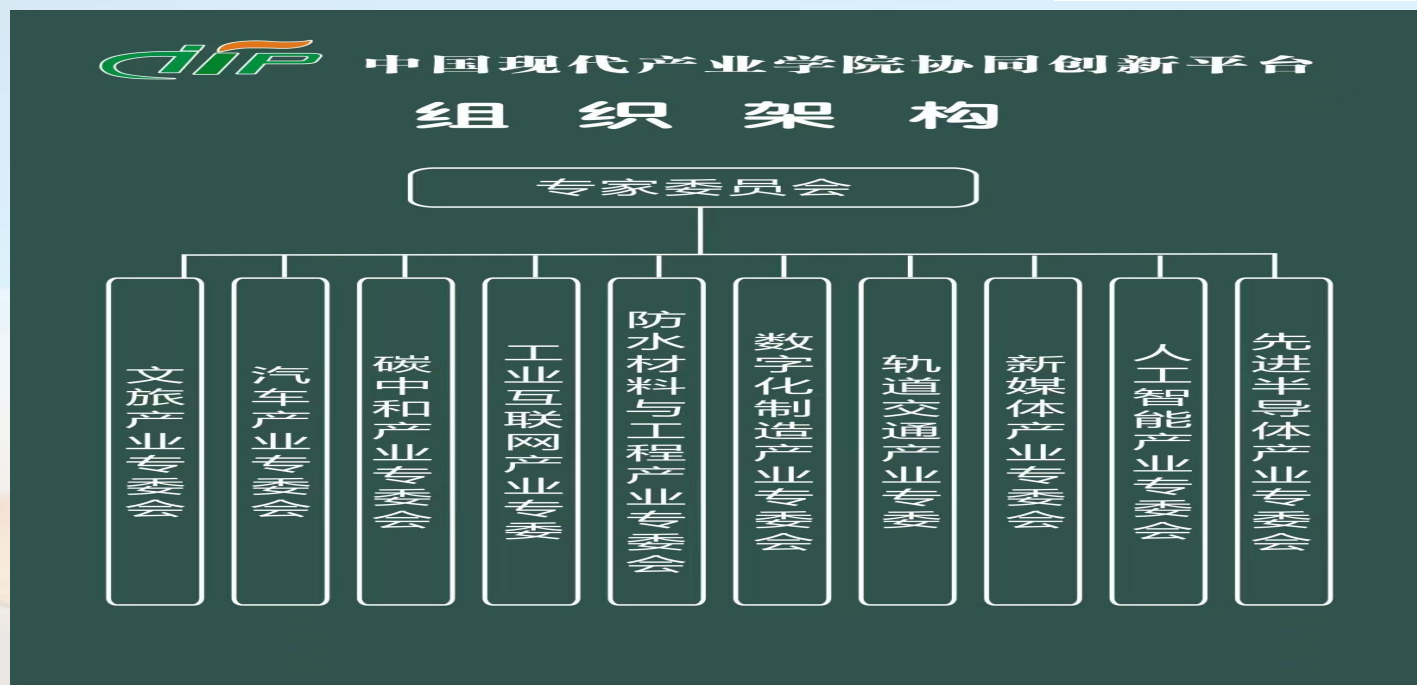 CIIP 中国现代产业学院协同创新平台
组织架构
专家委员会
文旅产业专委会
汽车产业专委会
碳中和产业专委会
工业互联网产业专委
防水材料与工程产业专委会
数字化制造产业专委会
轨道交通产业专委
新媒体产业专委会
人工智能产业专委会
先进半导体产业专委会